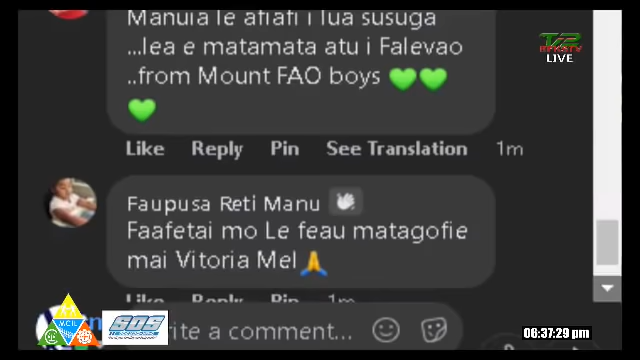 Manuia le afiafi i lua susuga
...lea e matamata atu i Falevao
..from Mount FAO boys 💚💚
💚
Like Reply Pin See Translation 1m
Faupusa Reti Manu
Faafetai mo Le feau matagofie
mai Vitoria Mel🙏
Like Reply Pin 1m
rite a comment...
TV2
LIVE
MCIL
SOS
06:37:29 pm